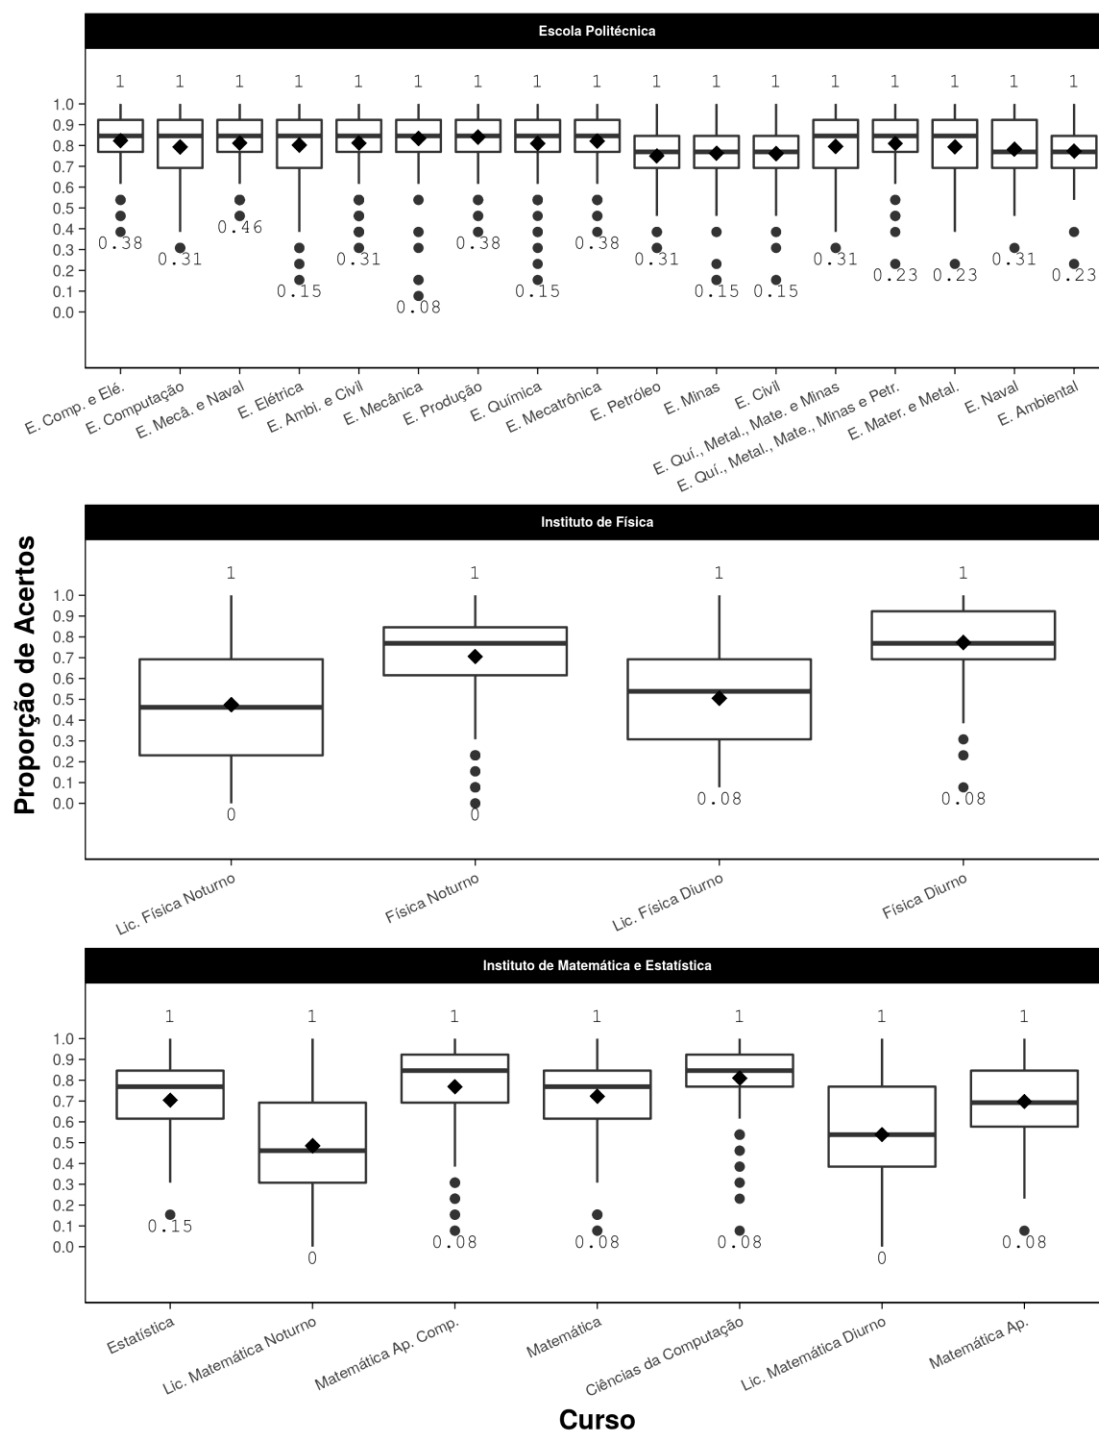 Escola Politécnica
1 1 1 1 1 1 1 1 1 1 1 1 1 1 1 1 1
1.0
0.9
0.8
0.7
0.6
0.5
0.4
0.3
0.2
0.1
0.0
0.38 0.31 0.46 0.15 0.31 0.08 0.38 0.15 0.38 0.31 0.15 0.15 0.31 0.23 0.23 0.31 0.23
E. Comp. e Elé.
E. Computação
E. Mecâ. e Naval
E. Elétrica
E. Ambi. e Civil
E. Mecânica
E. Produção
E. Química
E. Mecatrônica
E. Petróleo
E. Minas
E. Civil
E. Quí., Metal., Mate. e Minas
E. Quí., Metal., Mate., Minas e Petr.
E. Mater. e Metal.
E. Naval
E. Ambiental
Proporção de Acertos
Instituto de Física
1 1 1 1
1.0
0.9
0.8
0.7
0.6
0.5
0.4
0.3
0.2
0.1
0.0
0 0 0.08 0.08
Lic. Física Noturno
Física Noturno
Lic. Física Diurno
Física Diurno
Instituto de Matemática e Estatística
1 1 1 1 1 1 1
1.0
0.9
0.8
0.7
0.6
0.5
0.4
0.3
0.2
0.1
0.0
0.15 0 0.08 0.08 0.08 0 0.08
Estatística
Lic. Matemática Noturno
Matemática Ap. Comp.
Matemática
Ciências da Computação
Lic. Matemática Diurno
Matemática Ap.
Curso